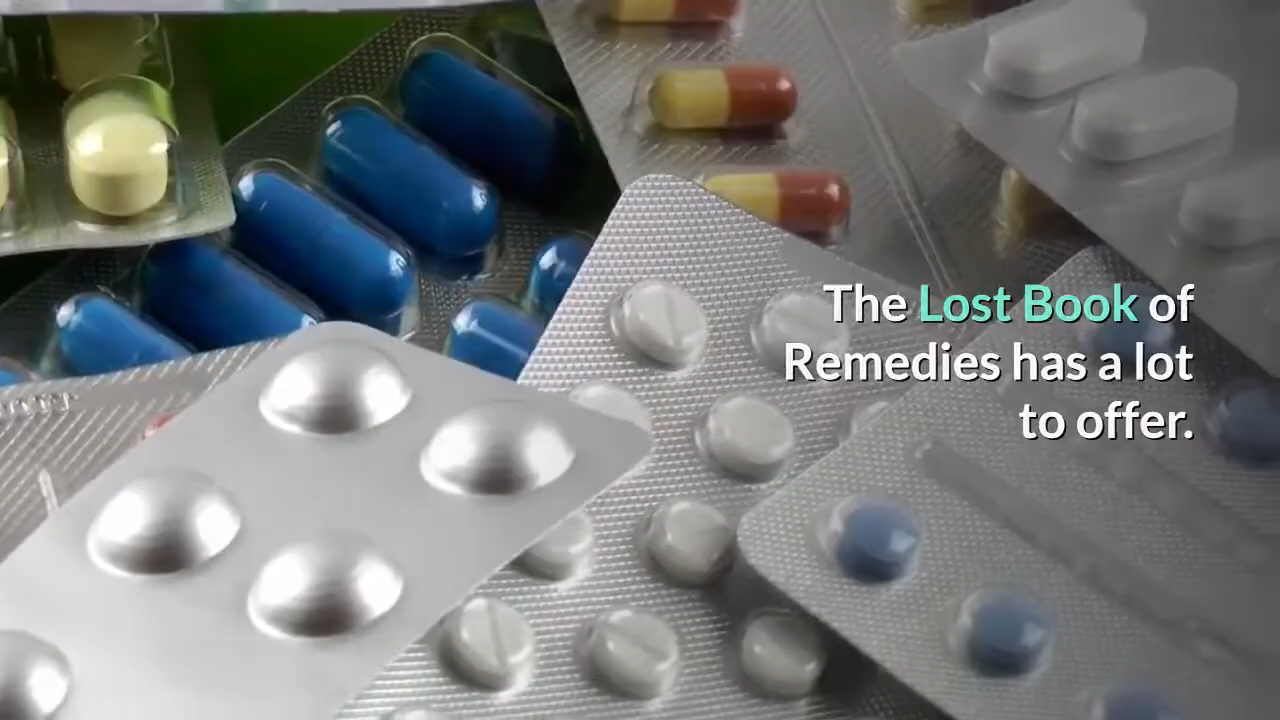 The Lost Book of
Remedies has a lot
to offer.